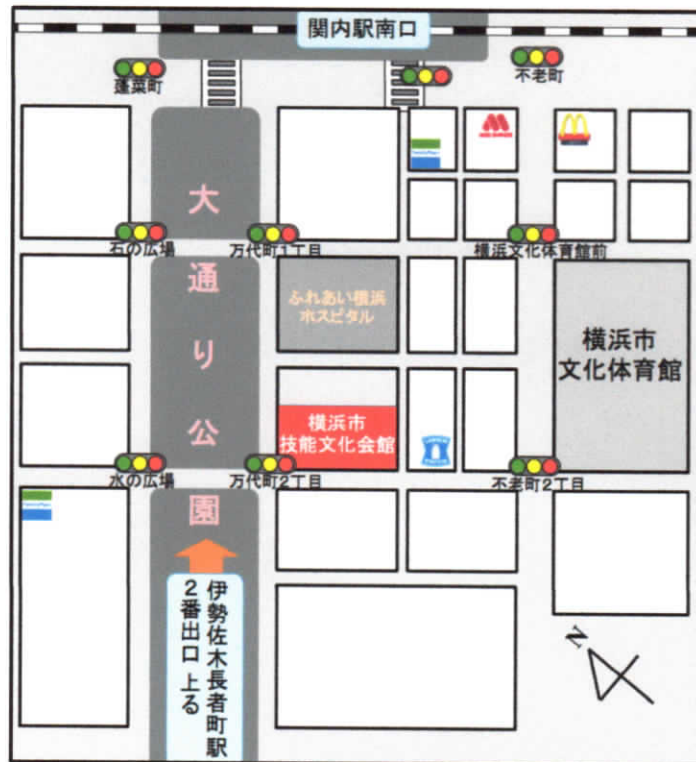 関内駅南口
蓬莱町
不老町
大通り公園
石の広場
万代町1丁目
横浜文化体育館前
ふれあい横浜
ホスピタル
横浜市
文化体育館
横浜市
技能文化会館
水の広場
万代町2丁目
不老町2丁目
伊勢佐木長者町駅
2番出口 上る
N